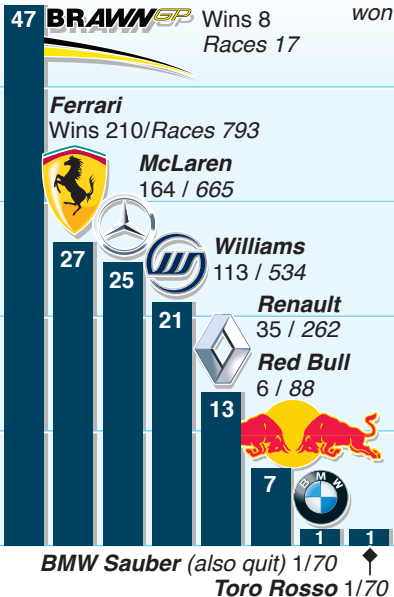 47 BRAWN GP Wins 8 won
Races 17
Ferrari
Wins 210/Races 793
McLaren
164 / 665
Williams
113 / 534
Renault
35 / 262
Red Bull
6 / 88
27
25
21
13
7
BMW
1
1
BMW Sauber (also quit) 1/70
Toro Rosso 1/70